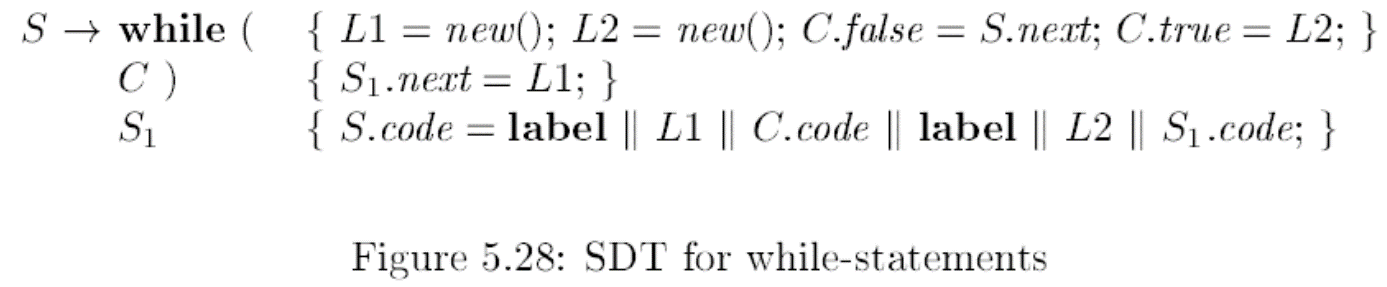 S → while ( { L1 = new(); L2 = new(); C.false = S.next; C.true = L2; }
C ) { S₁.next = L1; }
S₁ { S.code = label || L1 || C.code || label || L2 || S₁.code; }
Figure 5.28: SDT for while-statements